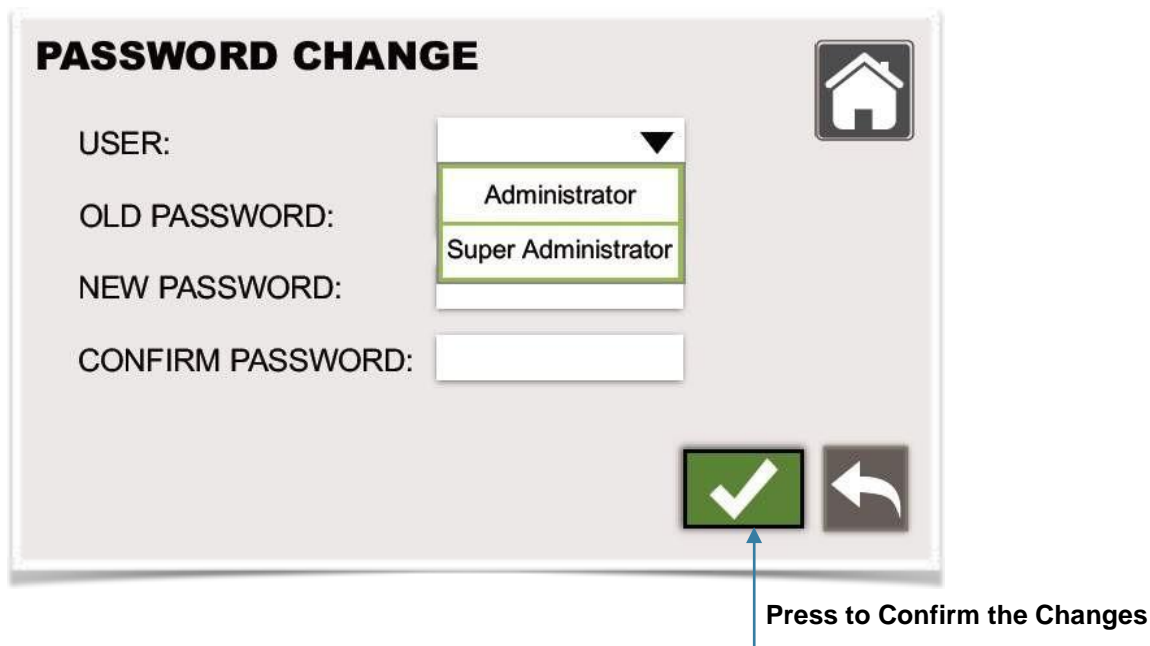 PASSWORD CHANGE
USER:
Administrator
OLD PASSWORD:
Super Administrator
NEW PASSWORD:
CONFIRM PASSWORD:
Press to Confirm the Changes